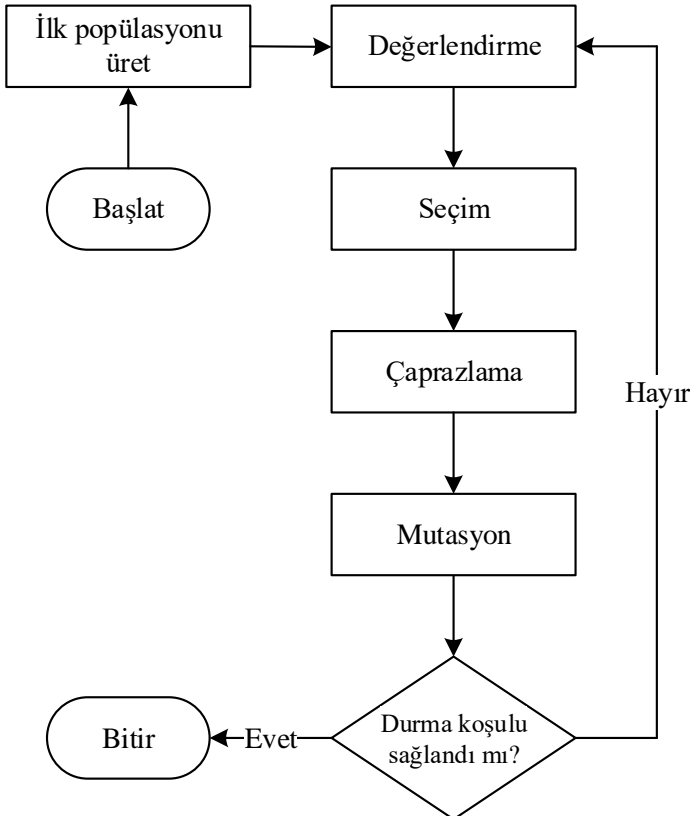 İlk popülasyonu
üret
Değerlendirme
Başlat
Seçim
Çaprazlama
Hayır
Mutasyon
Durma koşulu
sağlandı mı?
Evet
Bitir